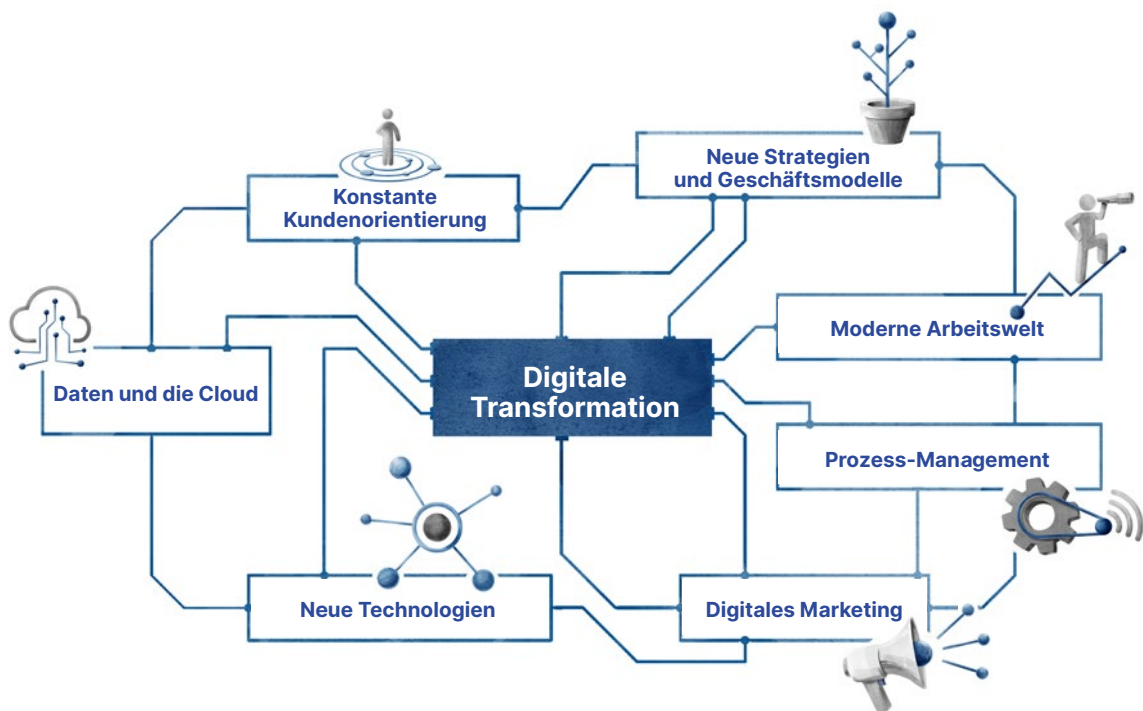 Neue Strategien
und Geschäftsmodelle
Konstante
Kundenorientierung
Moderne Arbeitswelt
Daten und die Cloud
Digitale
Transformation
Prozess-Management
Neue Technologien
Digitales Marketing